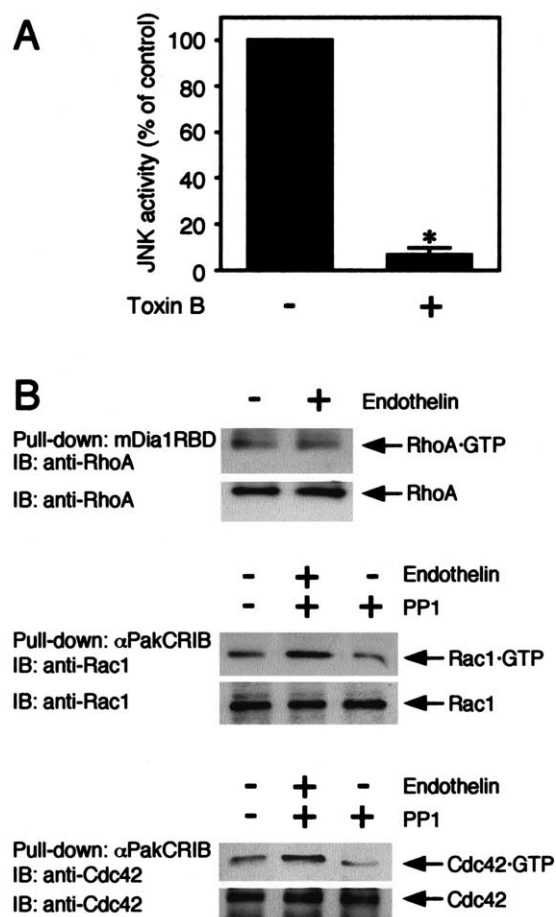 A
JNK activity (% of control)
100
80
60
40
20
0
*
Toxin B - +
B
- + Endothelin
Pull-down: mDia1RBD
IB: anti-RhoA
RhoA·GTP
IB: anti-RhoA
RhoA
- + - Endothelin
- + + PP1
Pull-down: αPakCRIB
IB: anti-Rac1
Rac1·GTP
IB: anti-Rac1
Rac1
- + - Endothelin
- + + PP1
Pull-down: αPakCRIB
IB: anti-Cdc42
Cdc42·GTP
IB: anti-Cdc42
Cdc42